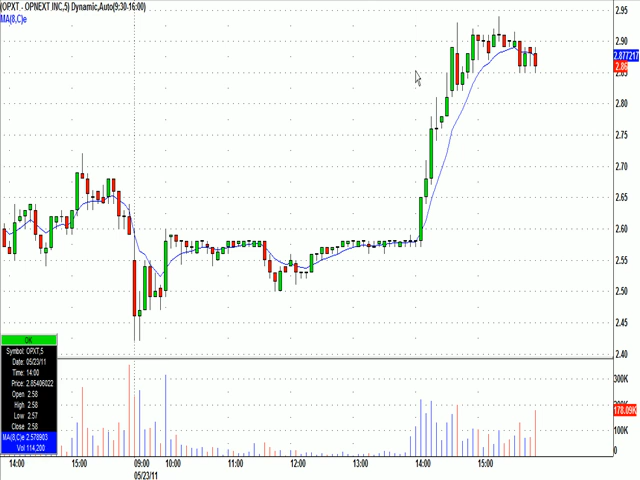 (OPXT - OPNEXT INC,5) Dynamic,Auto(9:30-16:00)
MA(8,C)e
2.95
2.90
2.877217
2.86
2.85
2.80
2.75
2.70
2.65
2.60
2.55
2.50
2.45
2.40
300K
200K
178.09K
100K
0
OK
Symbol: OPXT,5
Date: 05/23/11
Time: 14:00
Price: 2.85406022
Open 2.58
High 2.58
Low 2.57
Close 2.58
MA(8,C)e 2.578903
Vol 114,200
14:00
15:00
09:00
10:00
11:00
12:00
13:00
14:00
15:00
05/23/11